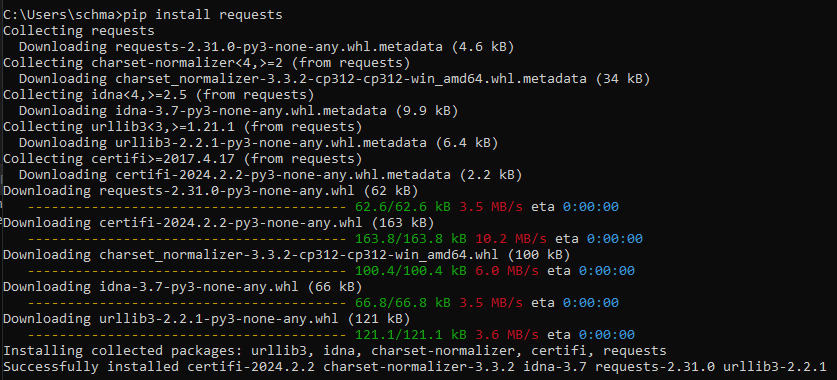 C:\Users\schma>pip install requests
Collecting requests
  Downloading requests-2.31.0-py3-none-any.whl.metadata (4.6 kB)
Collecting charset-normalizer<4,>=2 (from requests)
  Downloading charset_normalizer-3.3.2-cp312-cp312-win_amd64.whl.metadata (34 kB)
Collecting idna<4,>=2.5 (from requests)
  Downloading idna-3.7-py3-none-any.whl.metadata (9.9 kB)
Collecting urllib3<3,>=1.21.1 (from requests)
  Downloading urllib3-2.2.1-py3-none-any.whl.metadata (6.4 kB)
Collecting certifi>=2017.4.17 (from requests)
  Downloading certifi-2024.2.2-py3-none-any.whl.metadata (2.2 kB)
Downloading requests-2.31.0-py3-none-any.whl (62 kB)
   ---------------------------------------- 62.6/62.6 kB 3.5 MB/s eta 0:00:00
Downloading certifi-2024.2.2-py3-none-any.whl (163 kB)
   ---------------------------------------- 163.8/163.8 kB 10.2 MB/s eta 0:00:00
Downloading charset_normalizer-3.3.2-cp312-cp312-win_amd64.whl (100 kB)
   ---------------------------------------- 100.4/100.4 kB 6.0 MB/s eta 0:00:00
Downloading idna-3.7-py3-none-any.whl (66 kB)
   ---------------------------------------- 66.8/66.8 kB 3.5 MB/s eta 0:00:00
Downloading urllib3-2.2.1-py3-none-any.whl (121 kB)
   ---------------------------------------- 121.1/121.1 kB 3.6 MB/s eta 0:00:00
Installing collected packages: urllib3, idna, charset-normalizer, certifi, requests
Successfully installed certifi-2024.2.2 charset-normalizer-3.3.2 idna-3.7 requests-2.31.0 urllib3-2.2.1